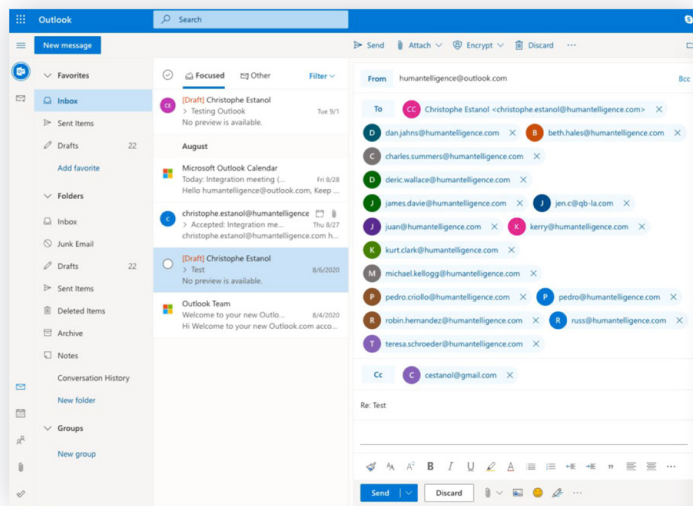 Outlook
Search
New message
Send Attach Encrypt Discard ...
Favorites
Inbox
Sent Items
Drafts 22
Add favorite
Folders
Inbox
Junk Email
Drafts 22
Sent Items
Deleted Items
Archive
Notes
Conversation History
New folder
Groups
New group
Focused Other Filter
CE
[Draft] Christophe Estanol
> Testing Outlook Tue 9/1
No preview is available.
August
Microsoft Outlook Calendar
Today: Integration meeting (... Fri 8/28
Hello humantelligence@outlook.com, Keep ...
C
christophe.estanol@humantelligence
> Accepted: Integration me... Thu 8/27
christophe.estanol@humantelligence.com h...
[Draft] Christophe Estanol
> Test 8/6/2020
No preview is available.
Outlook Team
Welcome to your new Outlo... 8/4/2020
Hi Welcome to your new Outlook.com acco...
From humantelligence@outlook.com Bcc
To CC Christophe Estanol <christophe.estanol@humantelligence.com> ×
D dan.jahns@humantelligence.com × B beth.hales@humantelligence.com ×
C charles.summers@humantelligence.com ×
D deric.wallace@humantelligence.com ×
J james.davie@humantelligence.com × J jen.c@qb-la.com ×
J juan@humantelligence.com × K kerry@humantelligence.com ×
K kurt.clark@humantelligence.com ×
M michael.kellogg@humantelligence.com ×
P pedro.criollo@humantelligence.com × P pedro@humantelligence.com ×
R robin.hernandez@humantelligence.com × R russ@humantelligence.com ×
T teresa.schroeder@humantelligence.com ×
Cc C cestanol@gmail.com ×
Re: Test
B I U A
Send Discard ...